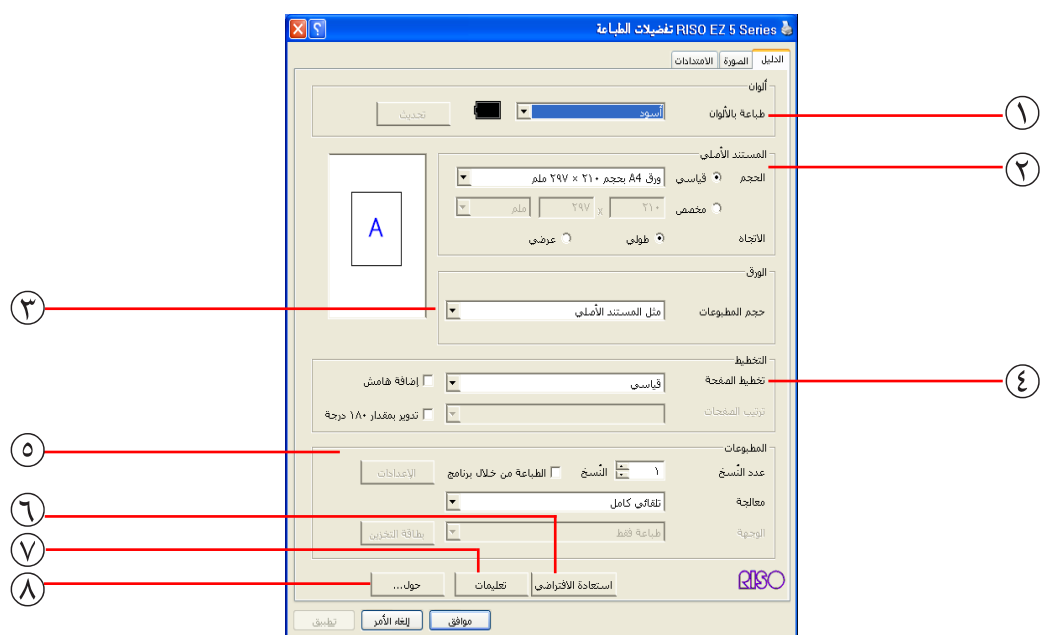 RISO EZ 5 Series تفضيلات الطباعة
الدليل الصورة الامتدادات
ألوان
طباعة بالألوان أسود تحديث
١
المستند الأصلي
٢
الحجم قياسي ورق A4 بحجم ٢١٠ × ٢٩٧ ملم
مخصص ٢١٠ x ٢٩٧ ملم
الاتجاه طولي عرضي
A
الورق
٣
حجم المطبوعات مثل المستند الأصلي
التخطيط
تخطيط الصفحة قياسي إضافة هامش
٤
ترتيب الصفحات تدوير بمقدار ١٨٠ درجة
المطبوعات
٥
عدد النُسخ ١ النُسخ الطباعة من خلال برنامج الإعدادات
معالجة تلقائي كامل
٦
الوجهة طباعة فقط بطاقة التخزين
٧
RISO استعادة الافتراضي تعليمات حول...
٨
موافق إلغاء الأمر تطبيق